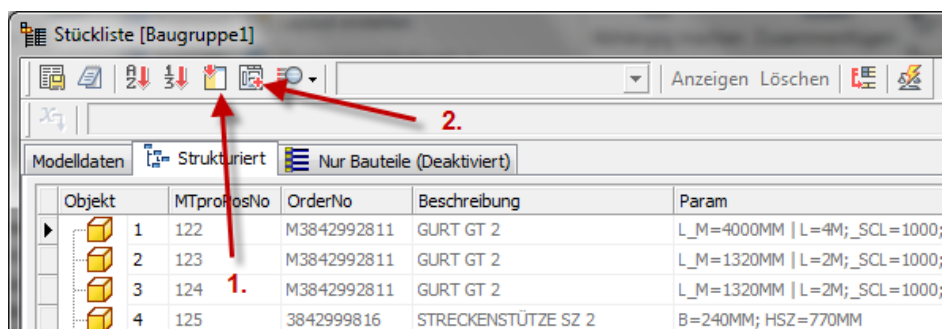 Stückliste [Baugruppe1]
Anzeigen Löschen
2.
Modelldaten Strukturiert Nur Bauteile (Deaktiviert)
Objekt MTproPosNo OrderNo Beschreibung Param
1 122 M3842992811 GURT GT 2 L_M=4000MM | L=4M;_SCL=1000;
2 123 M3842992811 GURT GT 2 L_M=1320MM | L=2M;_SCL=1000;
3 124 1. M3842992811 GURT GT 2 L_M=1320MM | L=2M;_SCL=1000;
4 125 3842999816 STRECKENSTÜTZE SZ 2 B=240MM; HSZ=770MM